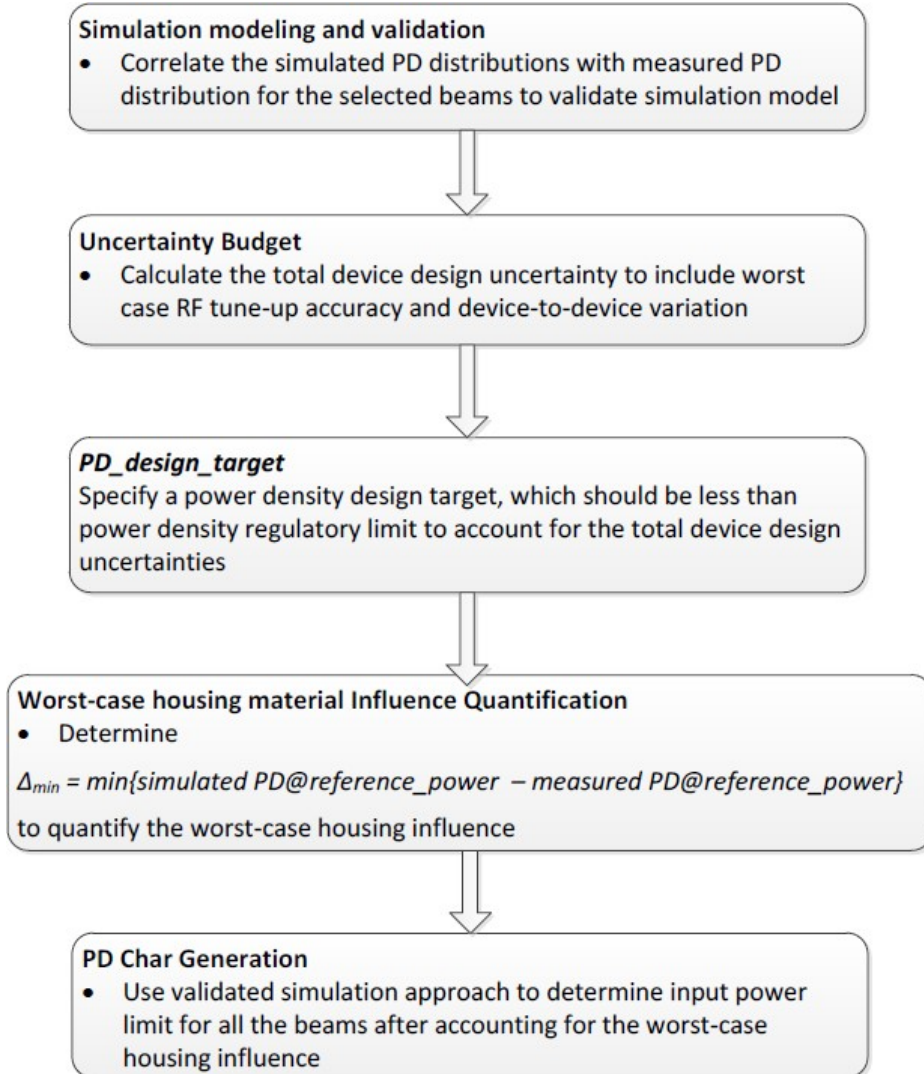 Simulation modeling and validation
• Correlate the simulated PD distributions with measured PD
distribution for the selected beams to validate simulation model
Uncertainty Budget
• Calculate the total device design uncertainty to include worst
case RF tune-up accuracy and device-to-device variation
PD_design_target
Specify a power density design target, which should be less than
power density regulatory limit to account for the total device design
uncertainties
Worst-case housing material Influence Quantification
• Determine
Δmin = min{simulated PD@reference_power – measured PD@reference_power}
to quantify the worst-case housing influence
PD Char Generation
• Use validated simulation approach to determine input power
limit for all the beams after accounting for the worst-case
housing influence